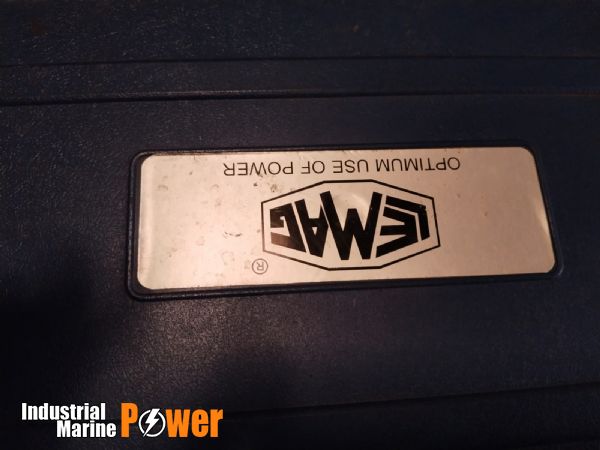 LEMAG
®
OPTIMUM USE OF POWER
Industrial
Marine Power